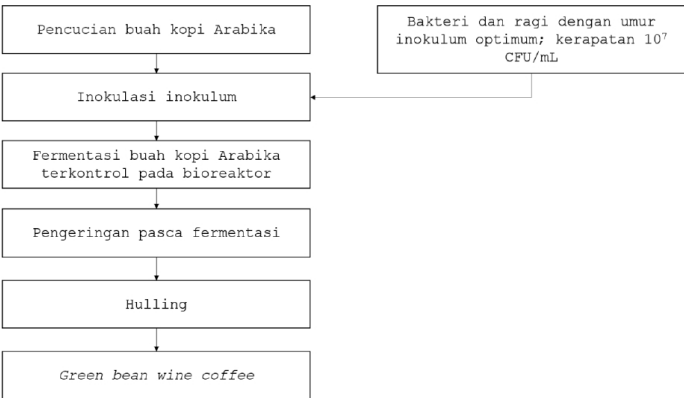 Pencucian buah kopi Arabika
Bakteri dan ragi dengan umur
inokulum optimum; kerapatan 10⁷
CFU/mL
Inokulasi inokulum
Fermentasi buah kopi Arabika
terkontrol pada bioreaktor
Pengeringan pasca fermentasi
Hulling
Green bean wine coffee